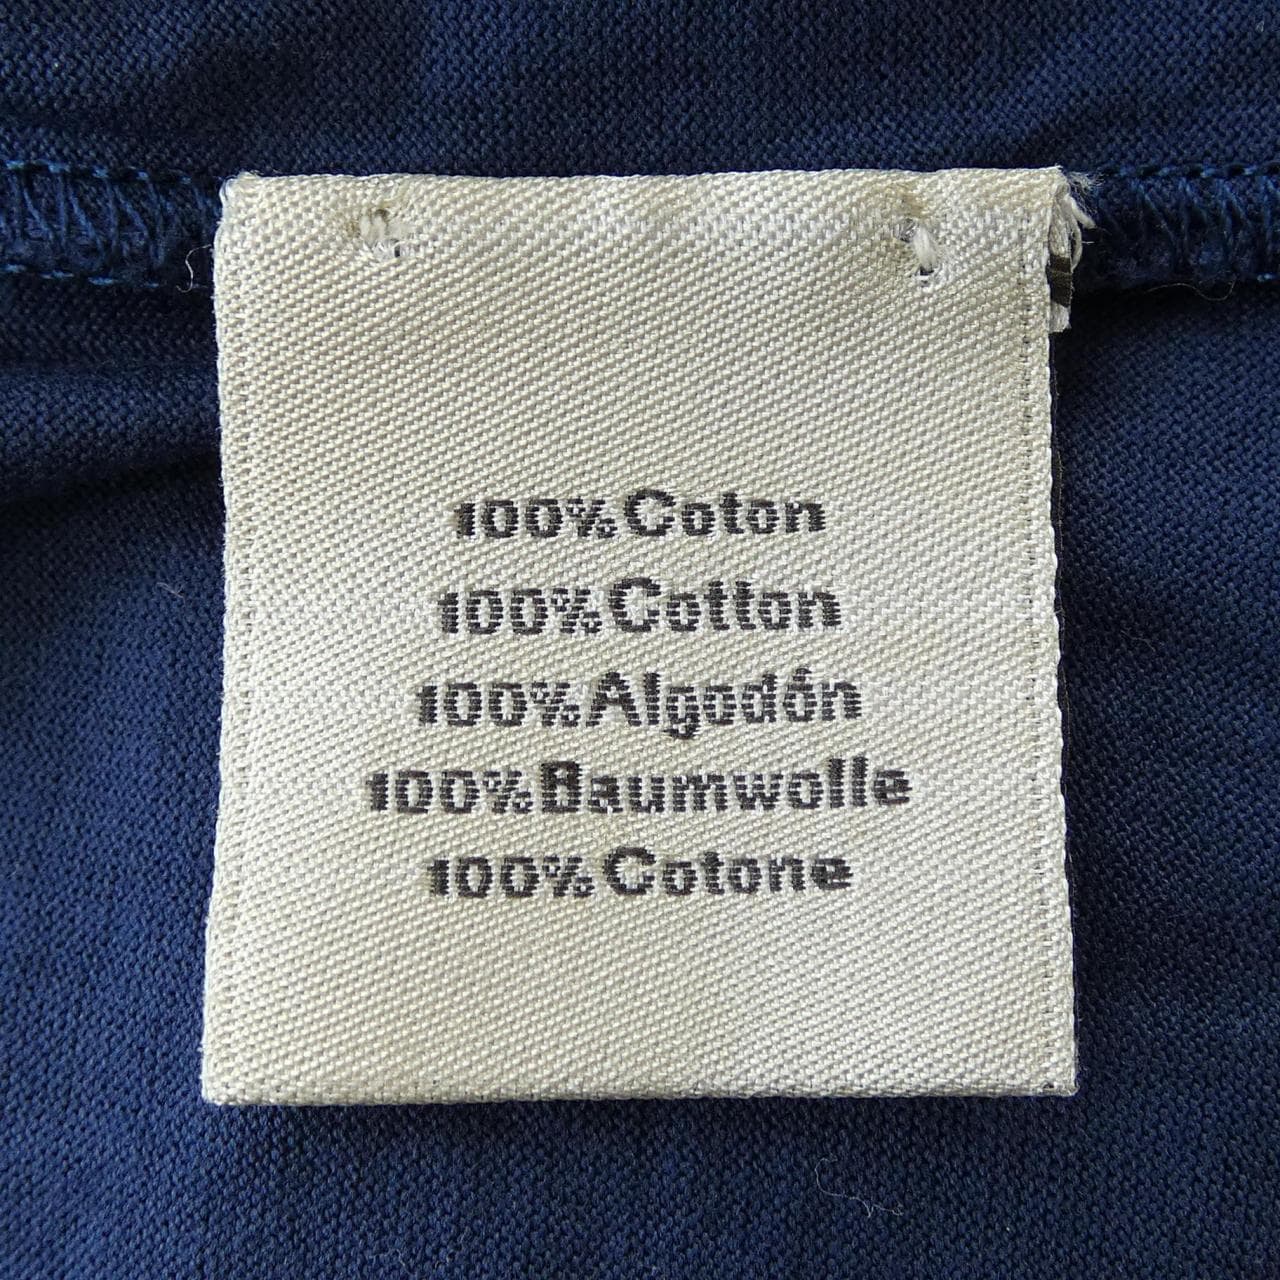 100% Coton
100% Cotton
100% Algodón
100% Baumwolle
100% Cotone